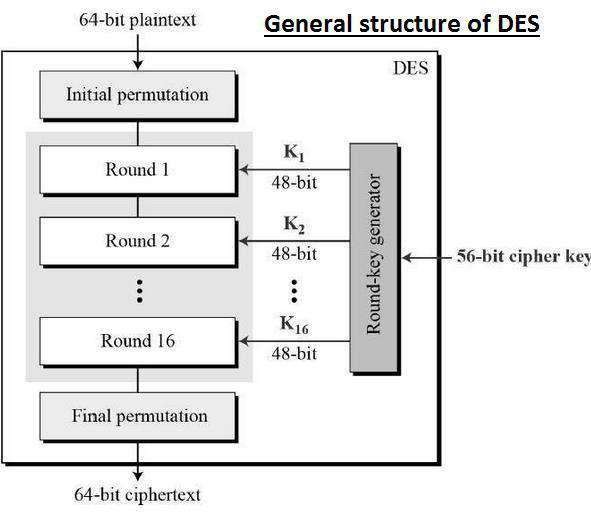 64-bit plaintext
General structure of DES
DES
Initial permutation
Round 1
K1
48-bit
Round 2
K2
48-bit
Round-key generator
56-bit cipher key
Round 16
K16
48-bit
Final permutation
64-bit ciphertext